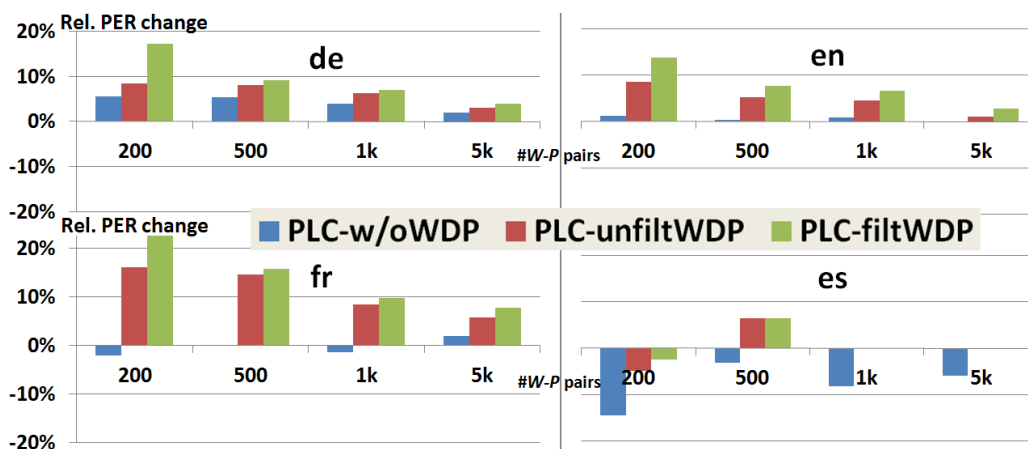 Rel. PER change
20%
de
en
10%
0%
200 500 1k #W-P pairs 5k 200 500 1k 5k
-10%
-20%
Rel. PER change
PLC-w/oWDP PLC-unfiltWDP PLC-filtWDP
20%
fr
es
10%
0%
200 500 1k #W-P pairs 5k 200 500 1k 5k
-10%
-20%